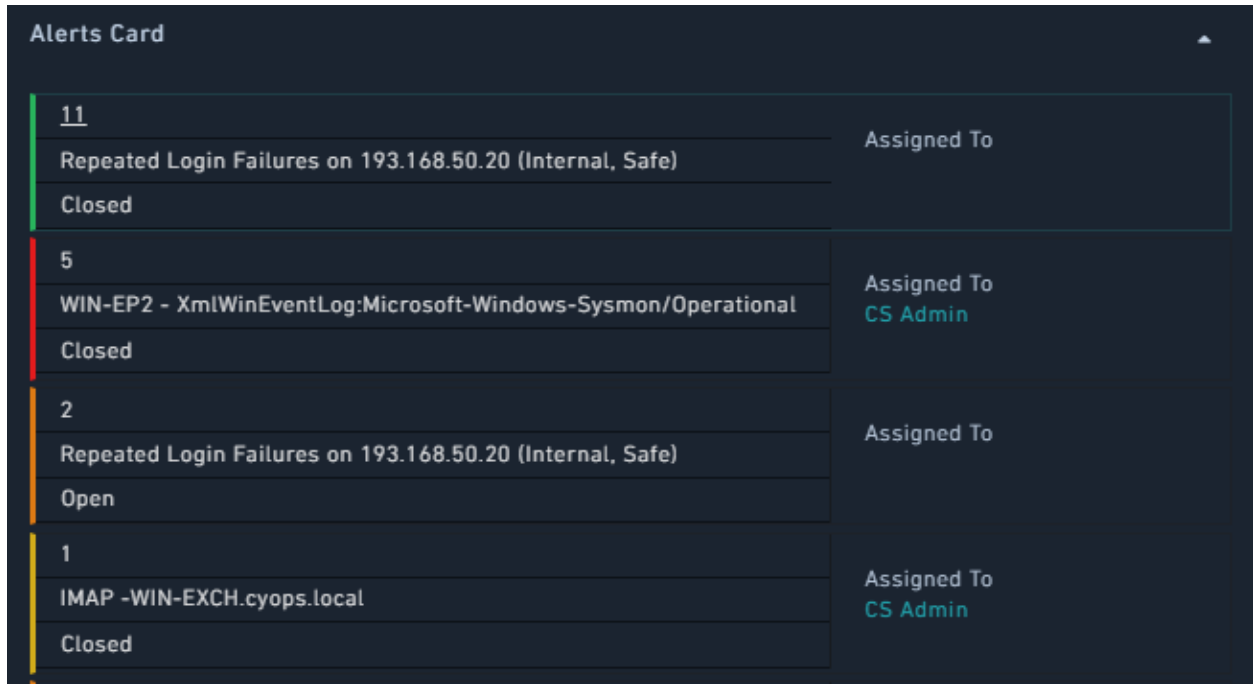 Alerts Card
11
Repeated Login Failures on 193.168.50.20 (Internal, Safe)
Closed
Assigned To
5
WIN-EP2 - XmlWinEventLog:Microsoft-Windows-Sysmon/Operational
Closed
Assigned To
CS Admin
2
Repeated Login Failures on 193.168.50.20 (Internal, Safe)
Open
Assigned To
1
IMAP -WIN-EXCH.cyops.local
Closed
Assigned To
CS Admin